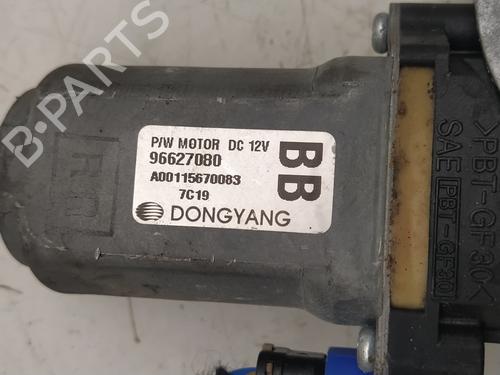 P/W MOTOR DC 12V
96627080
A00115670083
7C19
DONGYANG
BB
>PBT-GF30<
SAE PBT-GF30
B-PARTS